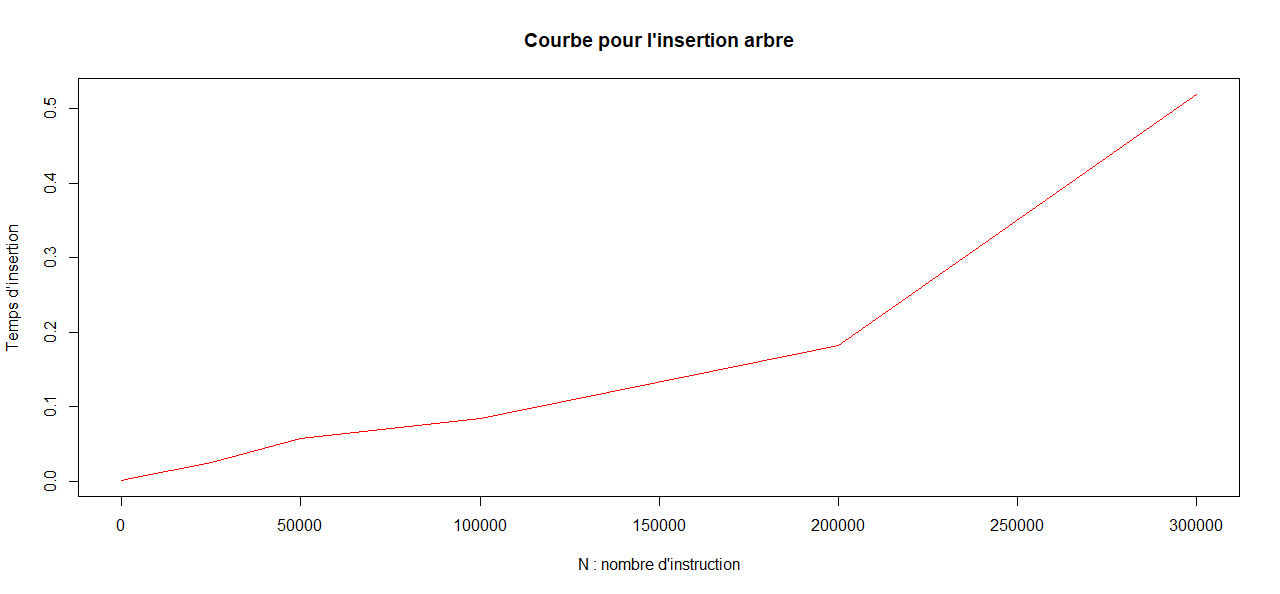 Courbe pour l'insertion arbre
Temps d'insertion
0.5
0.4
0.3
0.2
0.1
0.0
0 50000 100000 150000 200000 250000 300000
N : nombre d'instruction